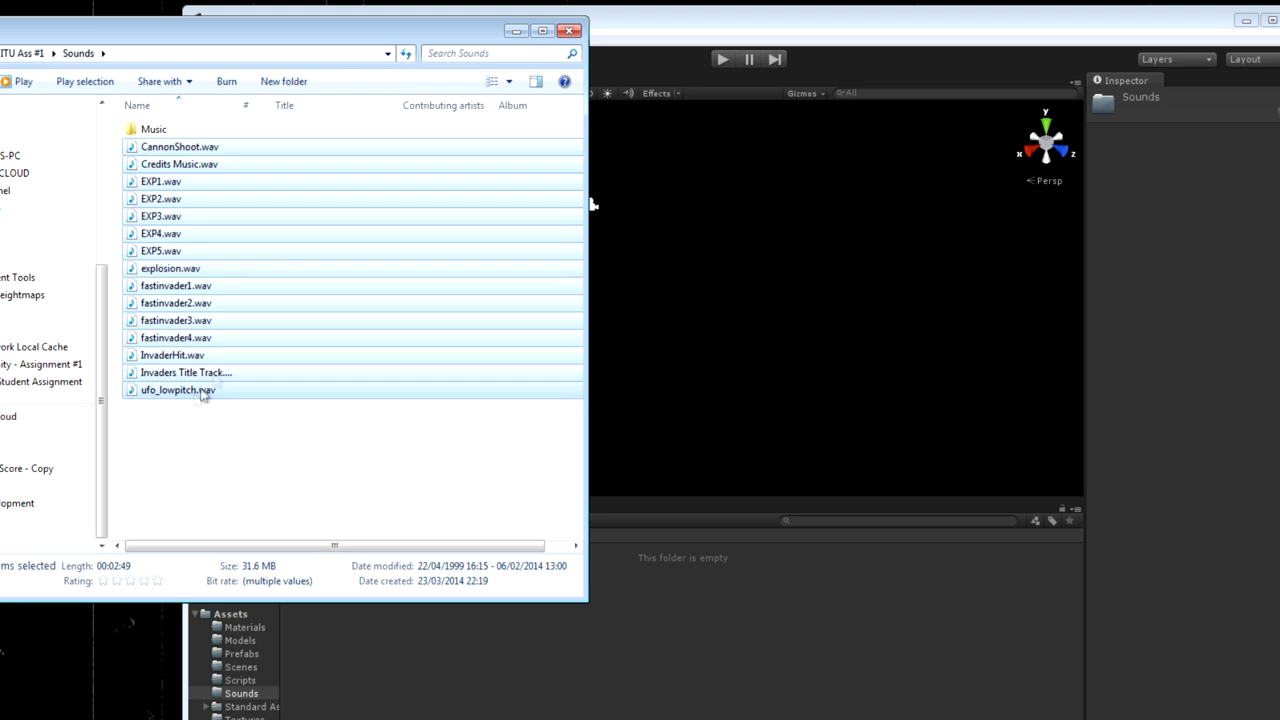 ITU Ass #1 Sounds Search Sounds
Play Play selection Share with Burn New folder
Name # Title Contributing artists Album
Music
CannonShoot.wav
Credits Music.wav
EXP1.wav
EXP2.wav
EXP3.wav
EXP4.wav
EXP5.wav
explosion.wav
fastinvader1.wav
fastinvader2.wav
fastinvader3.wav
fastinvader4.wav
InvaderHit.wav
Invaders Title Track....
ufo_lowpitch.wav
S-PC
CLOUD
nel
nt Tools
eightmaps
work Local Cache
ity - Assignment #1
Student Assignment
oud
Score - Copy
lopment
ms selected Length: 00:02:49 Size: 31.6 MB Date modified: 22/04/1999 16:15 - 06/02/2014 13:00
Rating: Bit rate: (multiple values) Date created: 23/03/2014 22:19
Layers Layout
Effects Gizmos All
Inspector
Sounds
y
x z
Persp
This folder is empty
Assets
Materials
Models
Prefabs
Scenes
Scripts
Sounds
Standard As
Textures